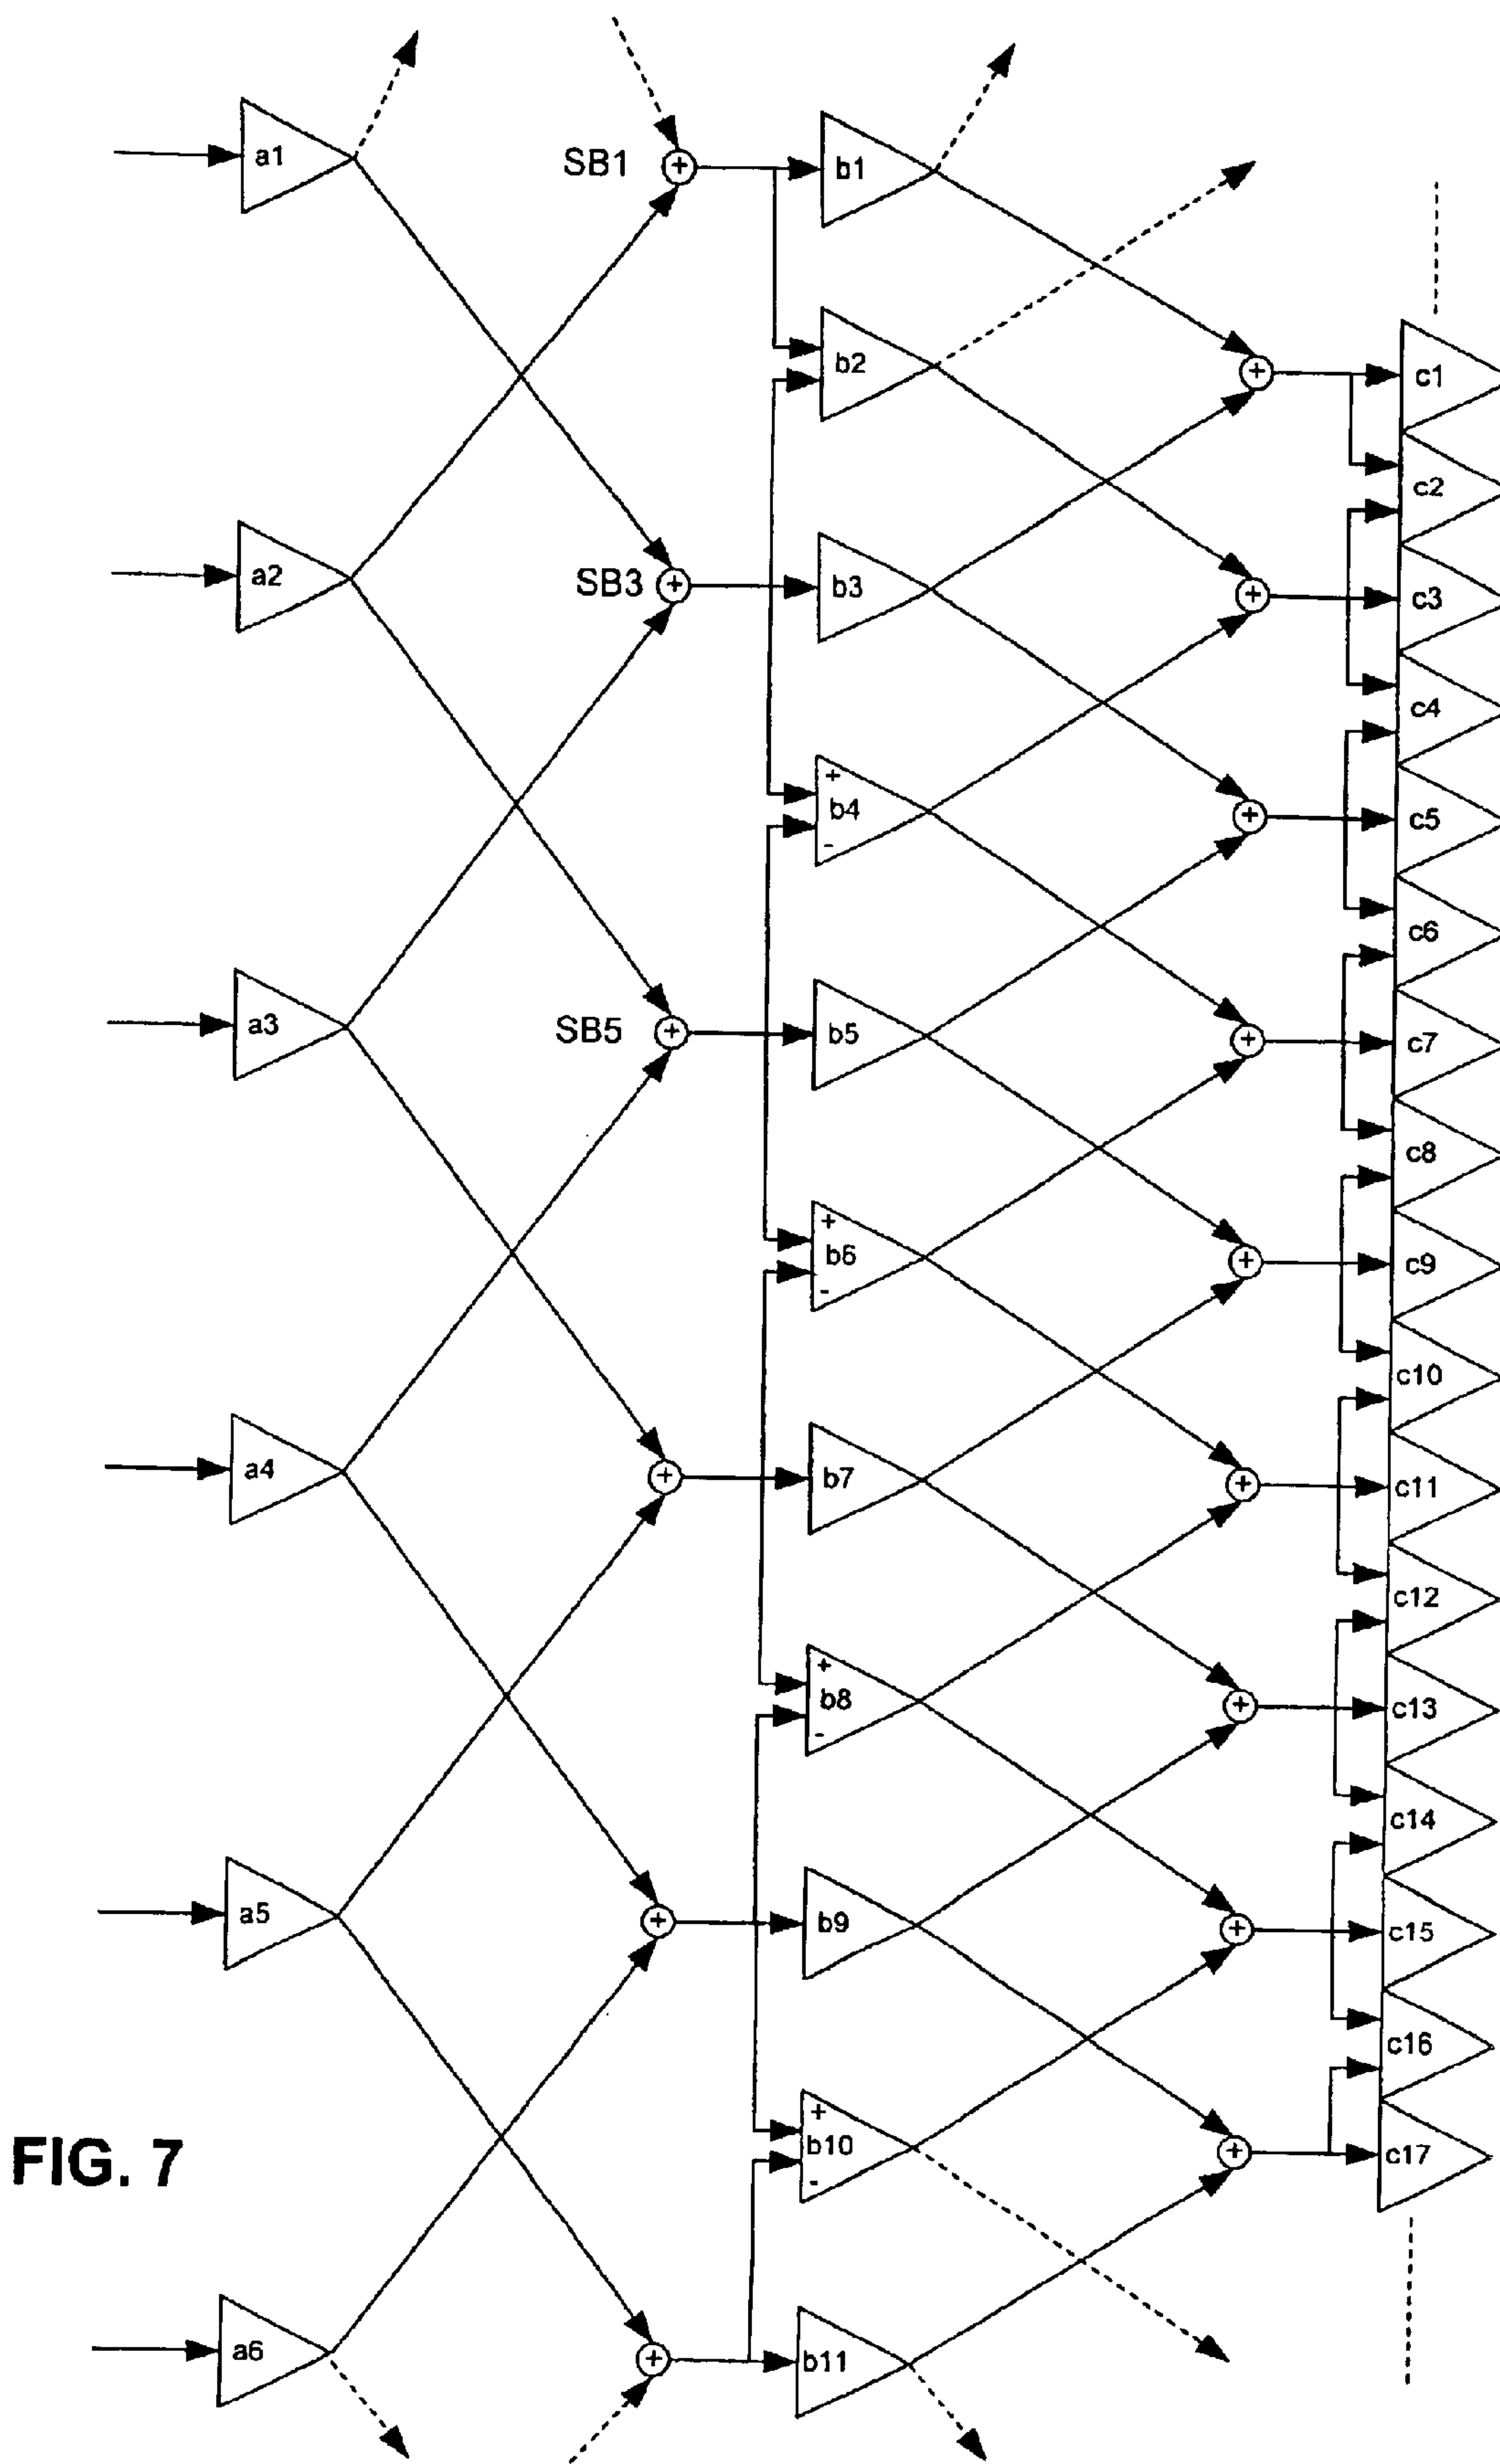 a1
SB1
+
b1
b2
+
c1
c2
a2
SB3
+
b3
+
c3
c4
+
b4
-
+
c5
c6
a3
SB5
+
b5
+
c7
c8
+
b6
-
+
c9
c10
a4
+
b7
+
c11
c12
+
b8
-
+
c13
c14
a5
+
b9
+
c15
c16
+
b10
-
+
c17
FIG. 7
a6
+
b11